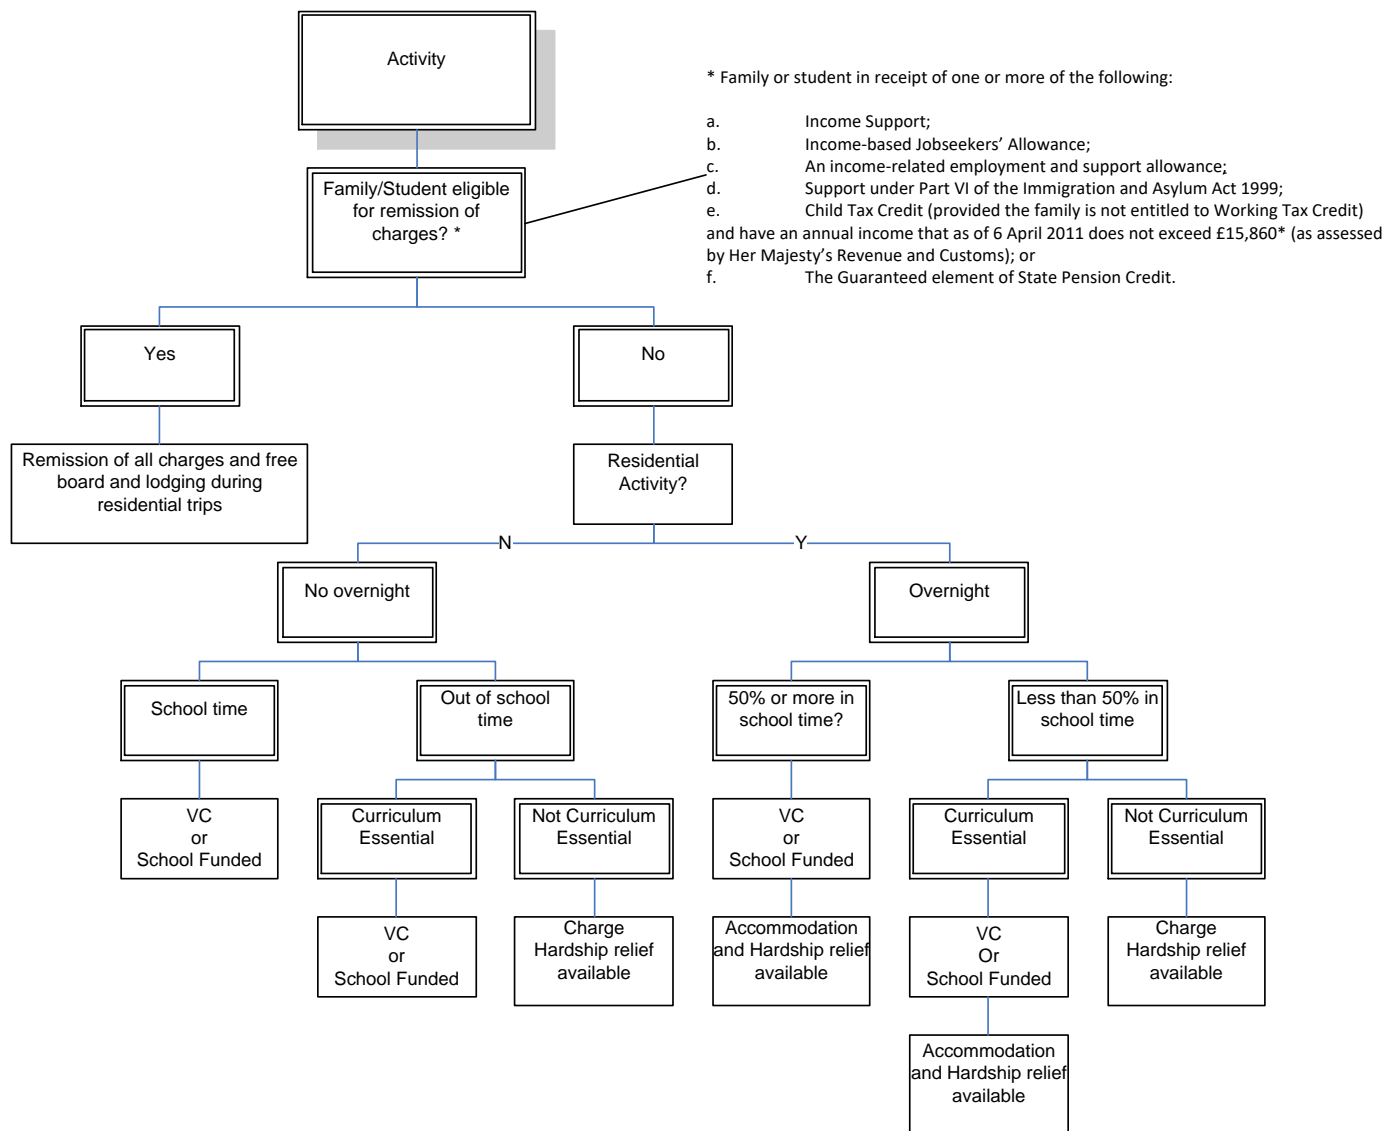 Activity
* Family or student in receipt of one or more of the following:
a. Income Support;
b. Income-based Jobseekers’ Allowance;
c. An income-related employment and support allowance;
d. Support under Part VI of the Immigration and Asylum Act 1999;
e. Child Tax Credit (provided the family is not entitled to Working Tax Credit)
and have an annual income that as of 6 April 2011 does not exceed £15,860* (as assessed
by Her Majesty’s Revenue and Customs); or
f. The Guaranteed element of State Pension Credit.
Family/Student eligible
for remission of
charges? *
Yes
No
Remission of all charges and free
board and lodging during
residential trips
Residential
Activity?
N
Y
No overnight
Overnight
School time
Out of school
time
50% or more in
school time?
Less than 50% in
school time
VC
or
School Funded
Curriculum
Essential
Not Curriculum
Essential
VC
or
School Funded
Curriculum
Essential
Not Curriculum
Essential
VC
or
School Funded
Charge
Hardship relief
available
Accommodation
and Hardship relief
available
VC
Or
School Funded
Charge
Hardship relief
available
Accommodation
and Hardship relief
available